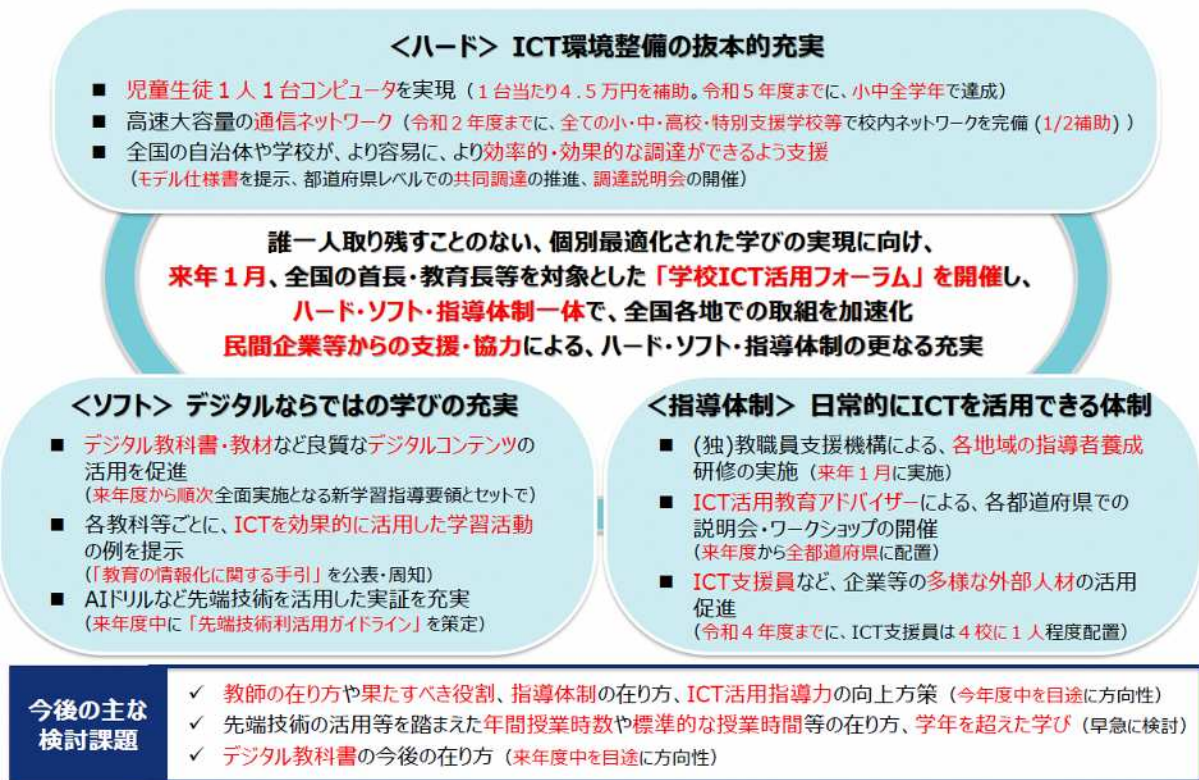 ＜ハード＞ ICT環境整備の抜本的充実
■ 児童生徒１人１台コンピュータを実現（１台当たり４.５万円を補助。令和５年度までに、小中全学年で達成）
■ 高速大容量の通信ネットワーク（令和２年度までに、全ての小・中・高校・特別支援学校等で校内ネットワークを完備 (1/2補助) ）
■ 全国の自治体や学校が、より容易に、より効率的・効果的な調達ができるよう支援
（モデル仕様書を提示、都道府県レベルでの共同調達の推進、調達説明会の開催）
誰一人取り残すことのない、個別最適化された学びの実現に向け、
来年１月、全国の首長・教育長等を対象とした「学校ICT活用フォーラム」を開催し、
ハード・ソフト・指導体制一体で、全国各地での取組を加速化
民間企業等からの支援・協力による、ハード・ソフト・指導体制の更なる充実
＜ソフト＞ デジタルならではの学びの充実
■ デジタル教科書・教材など良質なデジタルコンテンツの
活用を促進
（来年度から順次全面実施となる新学習指導要領とセットで）
■ 各教科等ごとに、ICTを効果的に活用した学習活動
の例を提示
（「教育の情報化に関する手引」を公表・周知）
■ AIドリルなど先端技術を活用した実証を充実
（来年度中に「先端技術利活用ガイドライン」を策定）
＜指導体制＞ 日常的にICTを活用できる体制
■ (独)教職員支援機構による、各地域の指導者養成
研修の実施（来年１月に実施）
■ ICT活用教育アドバイザーによる、各都道府県での
説明会・ワークショップの開催
（来年度から全都道府県に配置）
■ ICT支援員など、企業等の多様な外部人材の活用
促進
（令和４年度までに、ICT支援員は４校に１人程度配置）
今後の主な
検討課題
✓ 教師の在り方や果たすべき役割、指導体制の在り方、ICT活用指導力の向上方策（今年度中を目途に方向性）
✓ 先端技術の活用等を踏まえた年間授業時数や標準的な授業時間等の在り方、学年を超えた学び（早急に検討）
✓ デジタル教科書の今後の在り方（来年度中を目途に方向性）